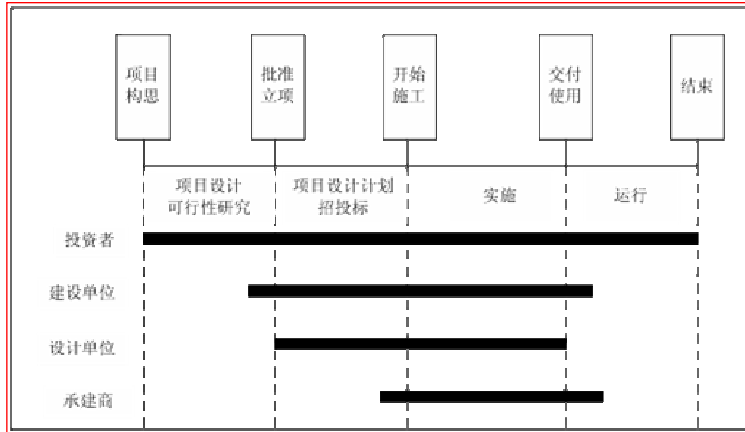 项目
构思
批准
立项
开始
施工
交付
使用
结束
项目设计
可行性研究
项目设计计划
招投标
实施
运行
投资者
建设单位
设计单位
承建商